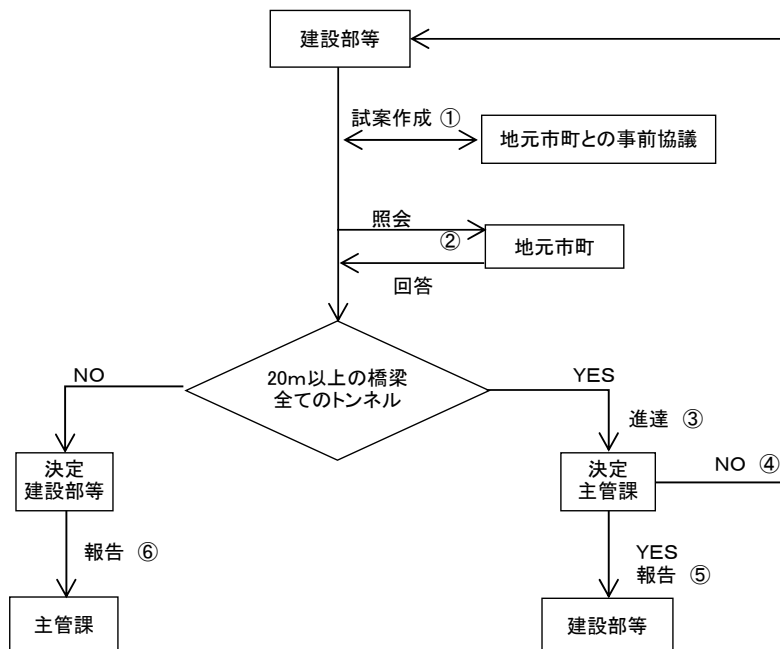 建設部等
試案作成 ①
地元市町との事前協議
照会
②
地元市町
回答
20m以上の橋梁
全てのトンネル
NO
YES
進達 ③
決定
建設部等
決定
主管課
NO ④
報告 ⑥
YES
報告 ⑤
主管課
建設部等